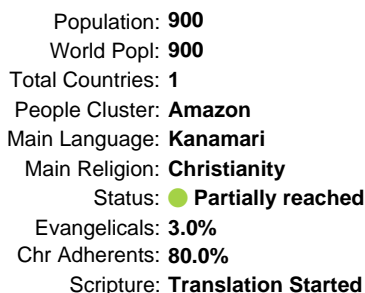 Population: 900
World Popl: 900
Total Countries: 1
People Cluster: Amazon
Main Language: Kanamari
Main Religion: Christianity
Status: Partially reached
Evangelicals: 3.0%
Chr Adherents: 80.0%
Scripture: Translation Started